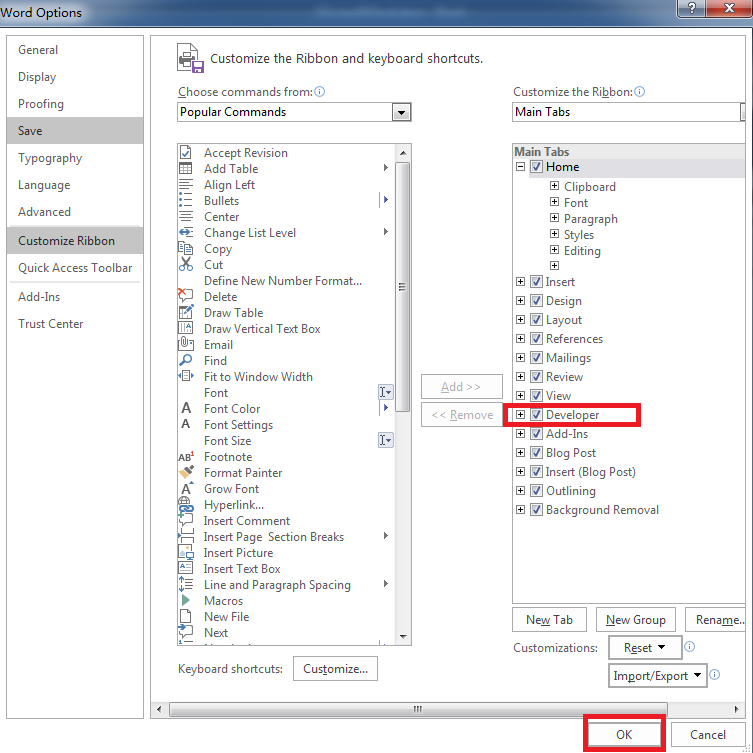 Word Options
General
Display
Proofing
Save
Typography
Language
Advanced
Customize Ribbon
Quick Access Toolbar
Add-Ins
Trust Center
Customize the Ribbon and keyboard shortcuts.
Choose commands from:
Popular Commands
Accept Revision
Add Table
Align Left
Bullets
Center
Change List Level
Copy
Cut
Define New Number Format...
Delete
Draw Table
Draw Vertical Text Box
Email
Find
Fit to Window Width
Font
Font Color
Font Settings
Font Size
Footnote
Format Painter
Grow Font
Hyperlink...
Insert Comment
Insert Page  Section Breaks
Insert Picture
Insert Text Box
Line and Paragraph Spacing
Macros
New File
Next
Keyboard shortcuts: Customize...
Add >>
<< Remove
Customize the Ribbon:
Main Tabs
Main Tabs
Home
Clipboard
Font
Paragraph
Styles
Editing
Insert
Design
Layout
References
Mailings
Review
View
Developer
Add-Ins
Blog Post
Insert (Blog Post)
Outlining
Background Removal
New Tab New Group Rename..
Customizations: Reset
Import/Export
OK Cancel